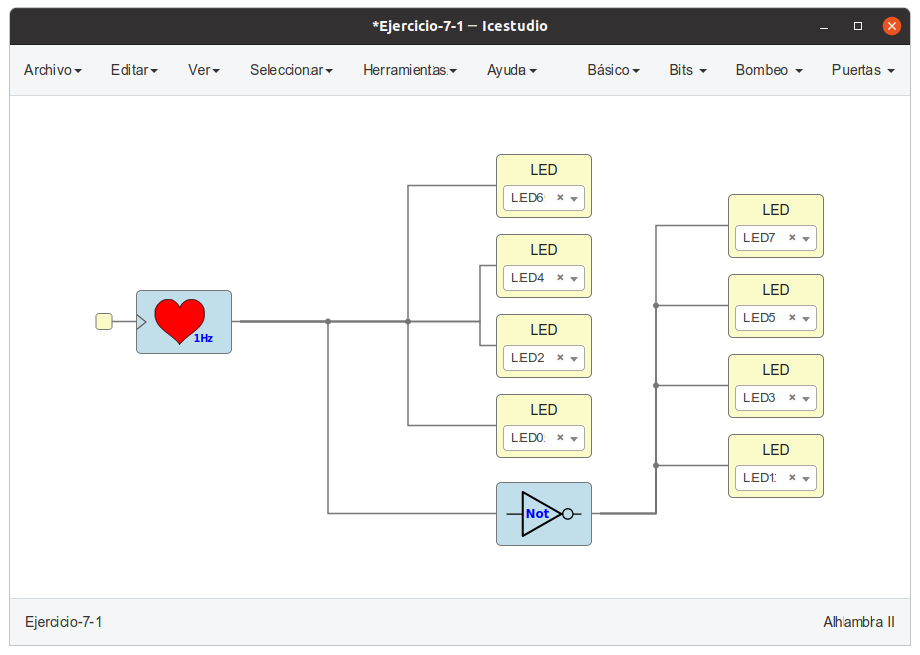 *Ejercicio-7-1 — Icestudio
Archivo Editar Ver Seleccionar Herramientas Ayuda Básico Bits Bombeo Puertas
LED
LED6
LED
LED7
LED
LED4
LED
LED5
1Hz
LED
LED2
LED
LED3
LED
LED0
LED
LED1
Not
Ejercicio-7-1
Alhambra II